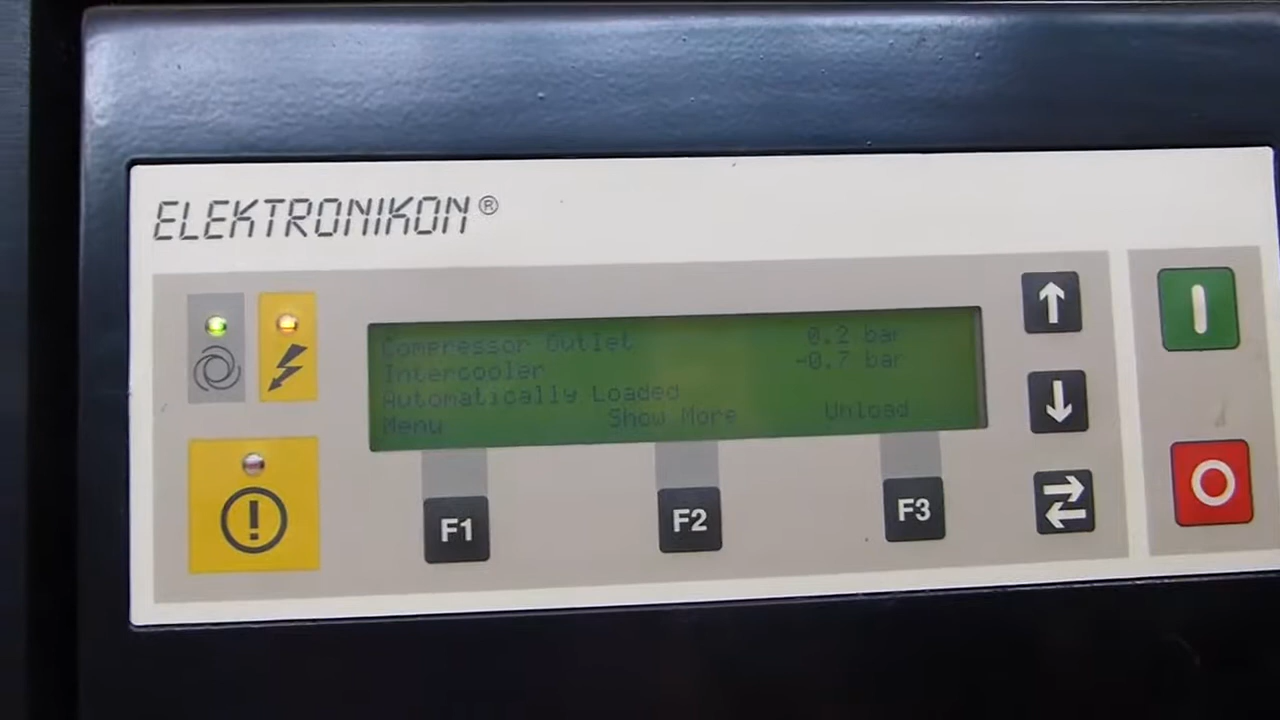 ELEKTRONIKON®
Compressor Outlet 0.2 bar
Intercooler -0.7 bar
Automatically Loaded
Menu Show More Unload
F1 F2 F3